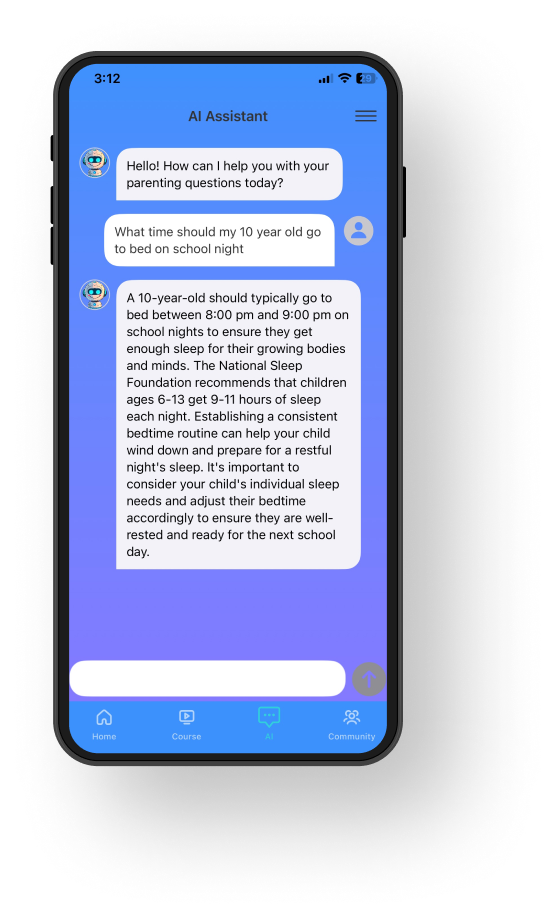 3:12
29
AI Assistant
Hello! How can I help you with your
parenting questions today?
What time should my 10 year old go
to bed on school night
A 10-year-old should typically go to
bed between 8:00 pm and 9:00 pm on
school nights to ensure they get
enough sleep for their growing bodies
and minds. The National Sleep
Foundation recommends that children
ages 6-13 get 9-11 hours of sleep
each night. Establishing a consistent
bedtime routine can help your child
wind down and prepare for a restful
night's sleep. It's important to
consider your child's individual sleep
needs and adjust their bedtime
accordingly to ensure they are well-
rested and ready for the next school
day.
Home
Course
AI
Community